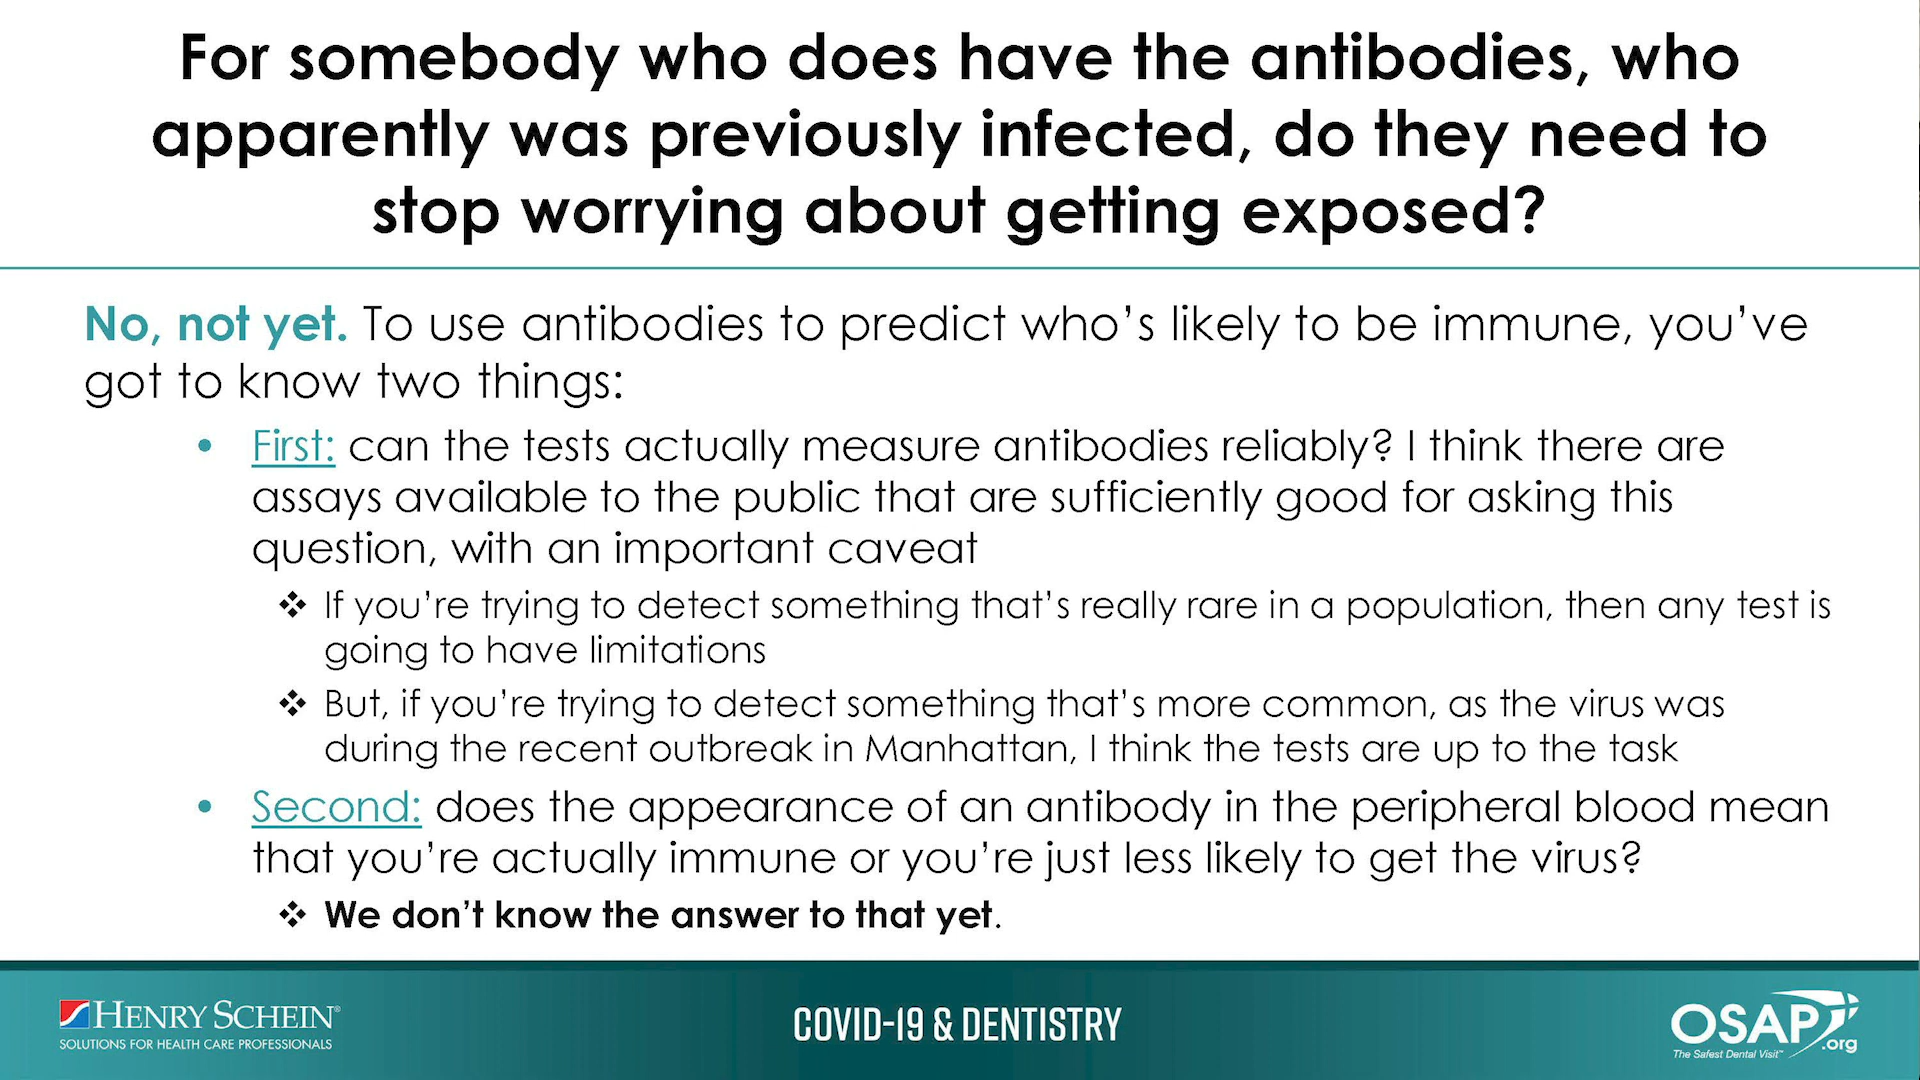 For somebody who does have the antibodies, who
apparently was previously infected, do they need to
stop worrying about getting exposed?
No, not yet. To use antibodies to predict who's likely to be immune, you've
got to know two things:
• First: can the tests actually measure antibodies reliably? I think there are
assays available to the public that are sufficiently good for asking this
question, with an important caveat
❖ If you're trying to detect something that's really rare in a population, then any test is
going to have limitations
❖ But, if you're trying to detect something that's more common, as the virus was
during the recent outbreak in Manhattan, I think the tests are up to the task
• Second: does the appearance of an antibody in the peripheral blood mean
that you're actually immune or you're just less likely to get the virus?
❖ We don't know the answer to that yet.
HENRY SCHEIN®
SOLUTIONS FOR HEALTH CARE PROFESSIONALS
COVID-19 & DENTISTRY
OSAP
.org
The Safest Dental Visit™